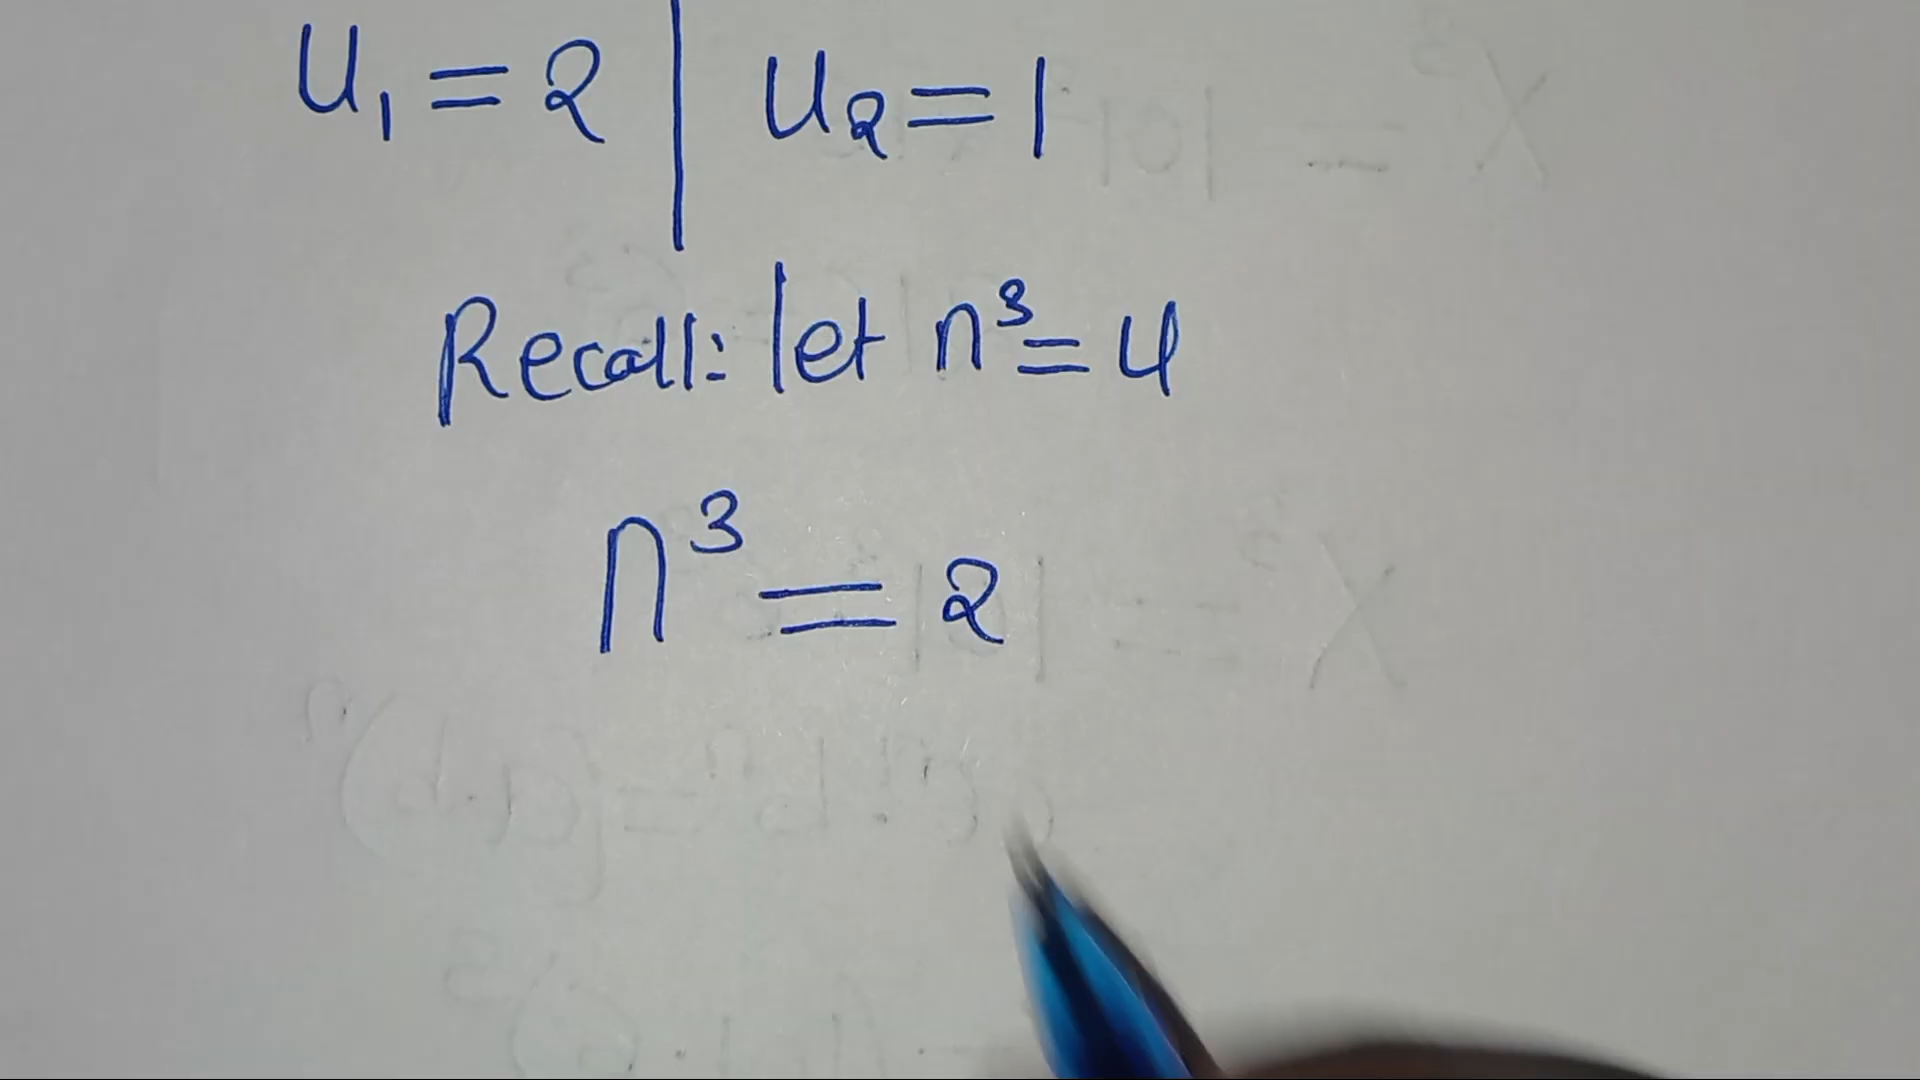 u₁ = 2 | u₂ = 1
Recall: let n³ = u
n³ = 2